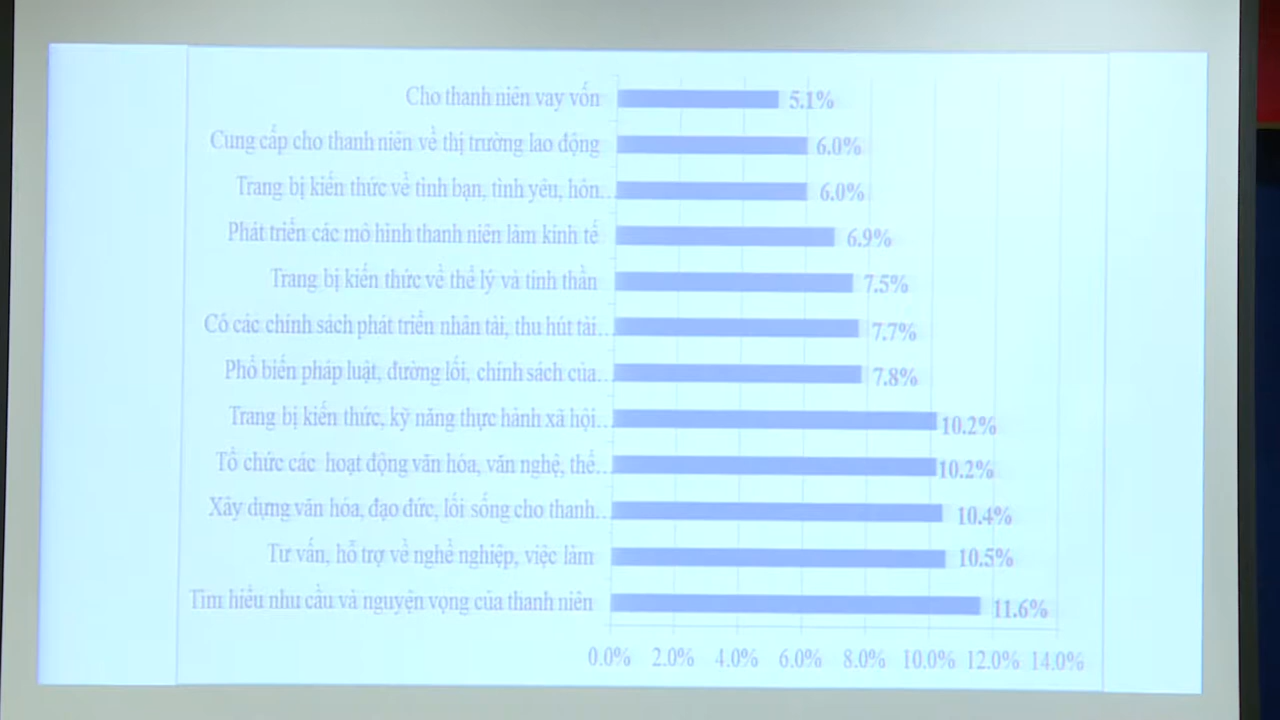 Cho thanh niên vay vốn 5.1%
Cung cấp cho thanh niên về thị trường lao động 6.0%
Trang bị kiến thức về tình bạn, tình yêu, hôn… 6.0%
Phát triển các mô hình thanh niên làm kinh tế 6.9%
Trang bị kiến thức về thể lý và tinh thần 7.5%
Có các chính sách phát triển nhân tài, thu hút tài… 7.7%
Phổ biến pháp luật, đường lối, chính sách của… 7.8%
Trang bị kiến thức, kỹ năng thực hành xã hội… 10.2%
Tổ chức các hoạt động văn hóa, văn nghệ, thể… 10.2%
Xây dựng văn hóa, đạo đức, lối sống cho thanh… 10.4%
Tư vấn, hỗ trợ về nghề nghiệp, việc làm 10.5%
Tìm hiểu nhu cầu và nguyện vọng của thanh niên 11.6%
0.0% 2.0% 4.0% 6.0% 8.0% 10.0% 12.0% 14.0%